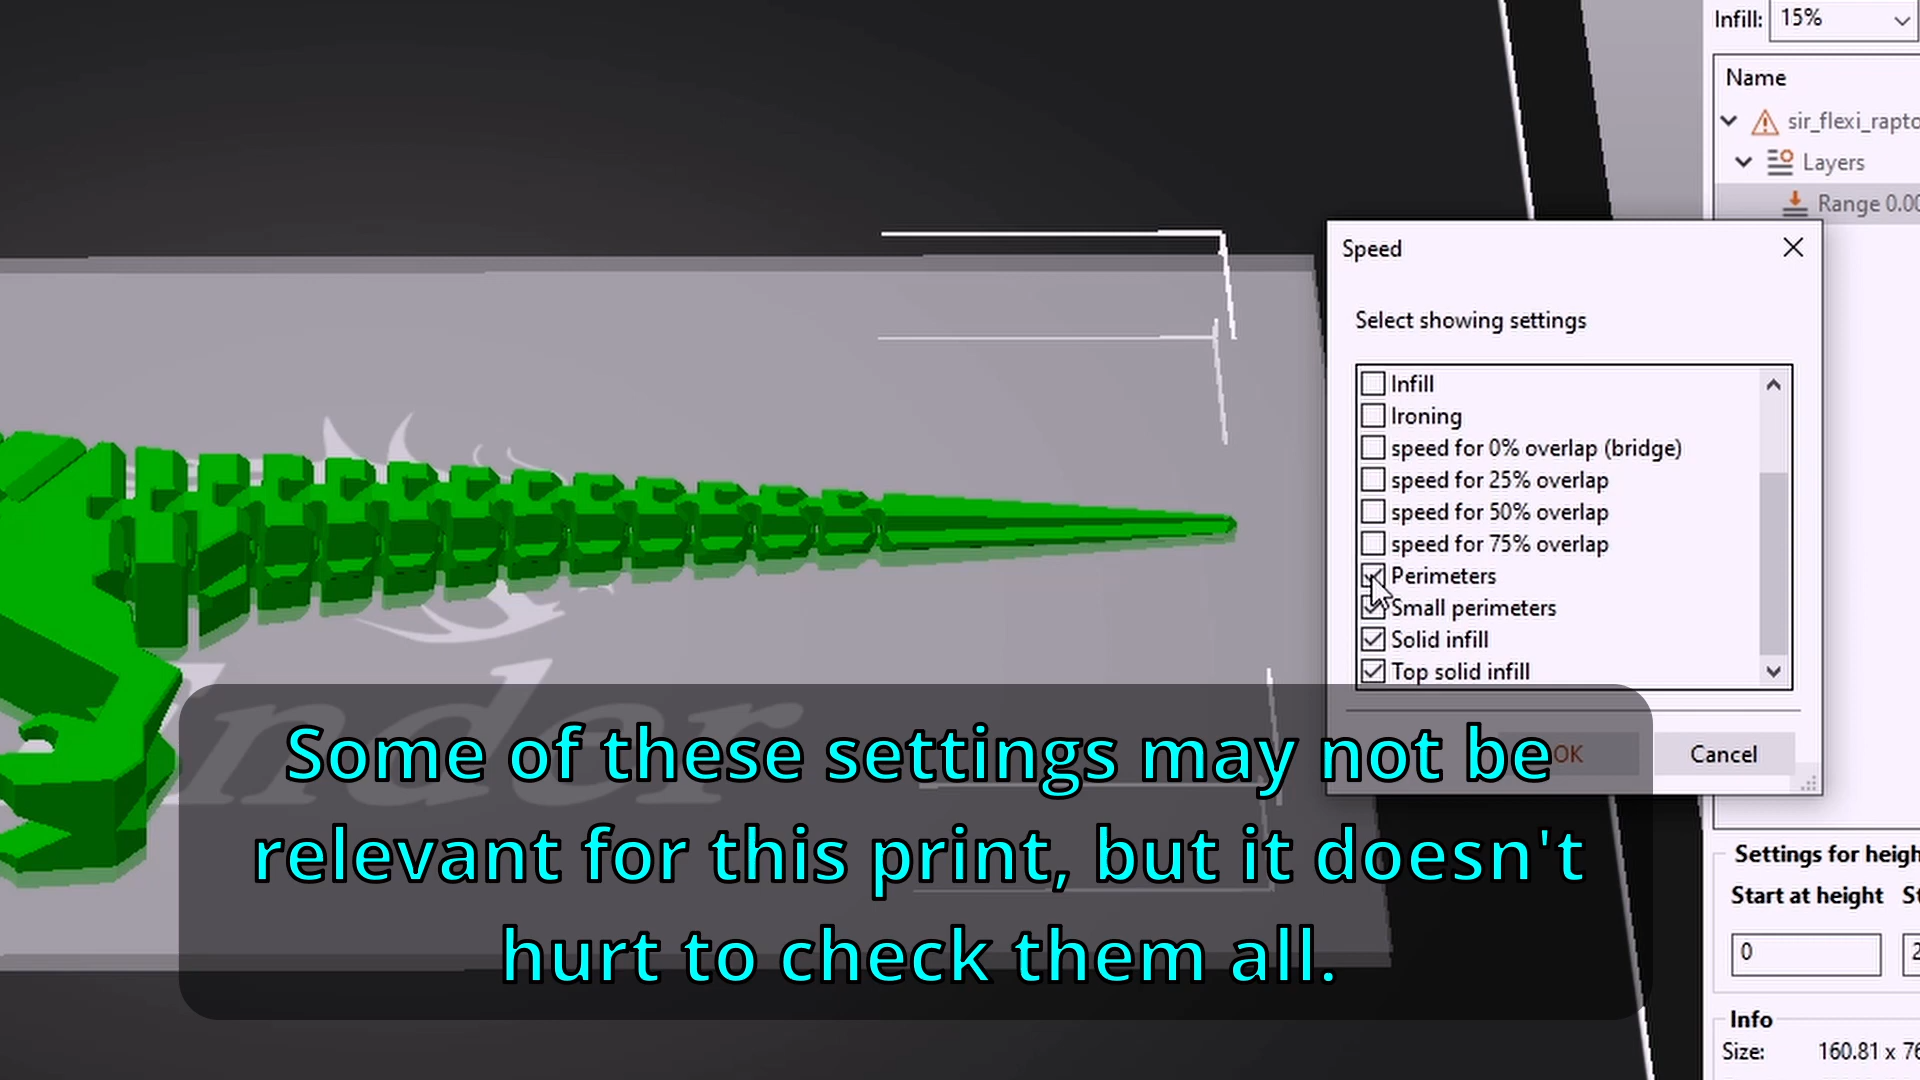 Infill: 15%
Name
sir_flexi_rapto
Layers
Range 0.00
Speed
Select showing settings
Infill
Ironing
speed for 0% overlap (bridge)
speed for 25% overlap
speed for 50% overlap
speed for 75% overlap
Perimeters
Small perimeters
Solid infill
Top solid infill
OK Cancel
ender
Some of these settings may not be
relevant for this print, but it doesn't
hurt to check them all.
Settings for heigh
Start at height St
0 2
Info
Size: 160.81 x 76